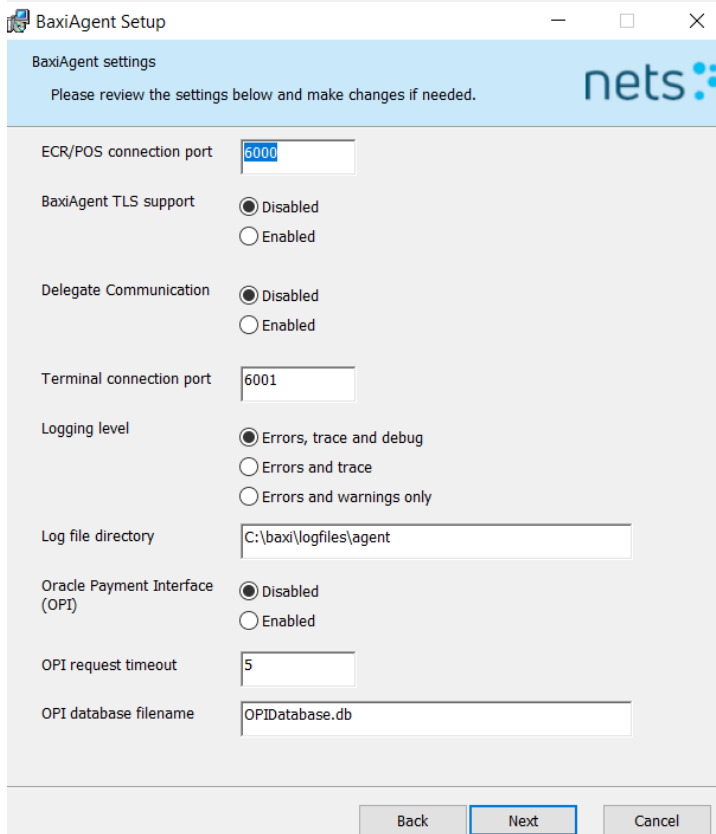 BaxiAgent Setup
BaxiAgent settings
Please review the settings below and make changes if needed.
nets
ECR/POS connection port
6000
BaxiAgent TLS support
Disabled
Enabled
Delegate Communication
Disabled
Enabled
Terminal connection port
6001
Logging level
Errors, trace and debug
Errors and trace
Errors and warnings only
Log file directory
C:\baxi\logfiles\agent
Oracle Payment Interface
(OPI)
Disabled
Enabled
OPI request timeout
5
OPI database filename
OPIDatabase.db
Back
Next
Cancel